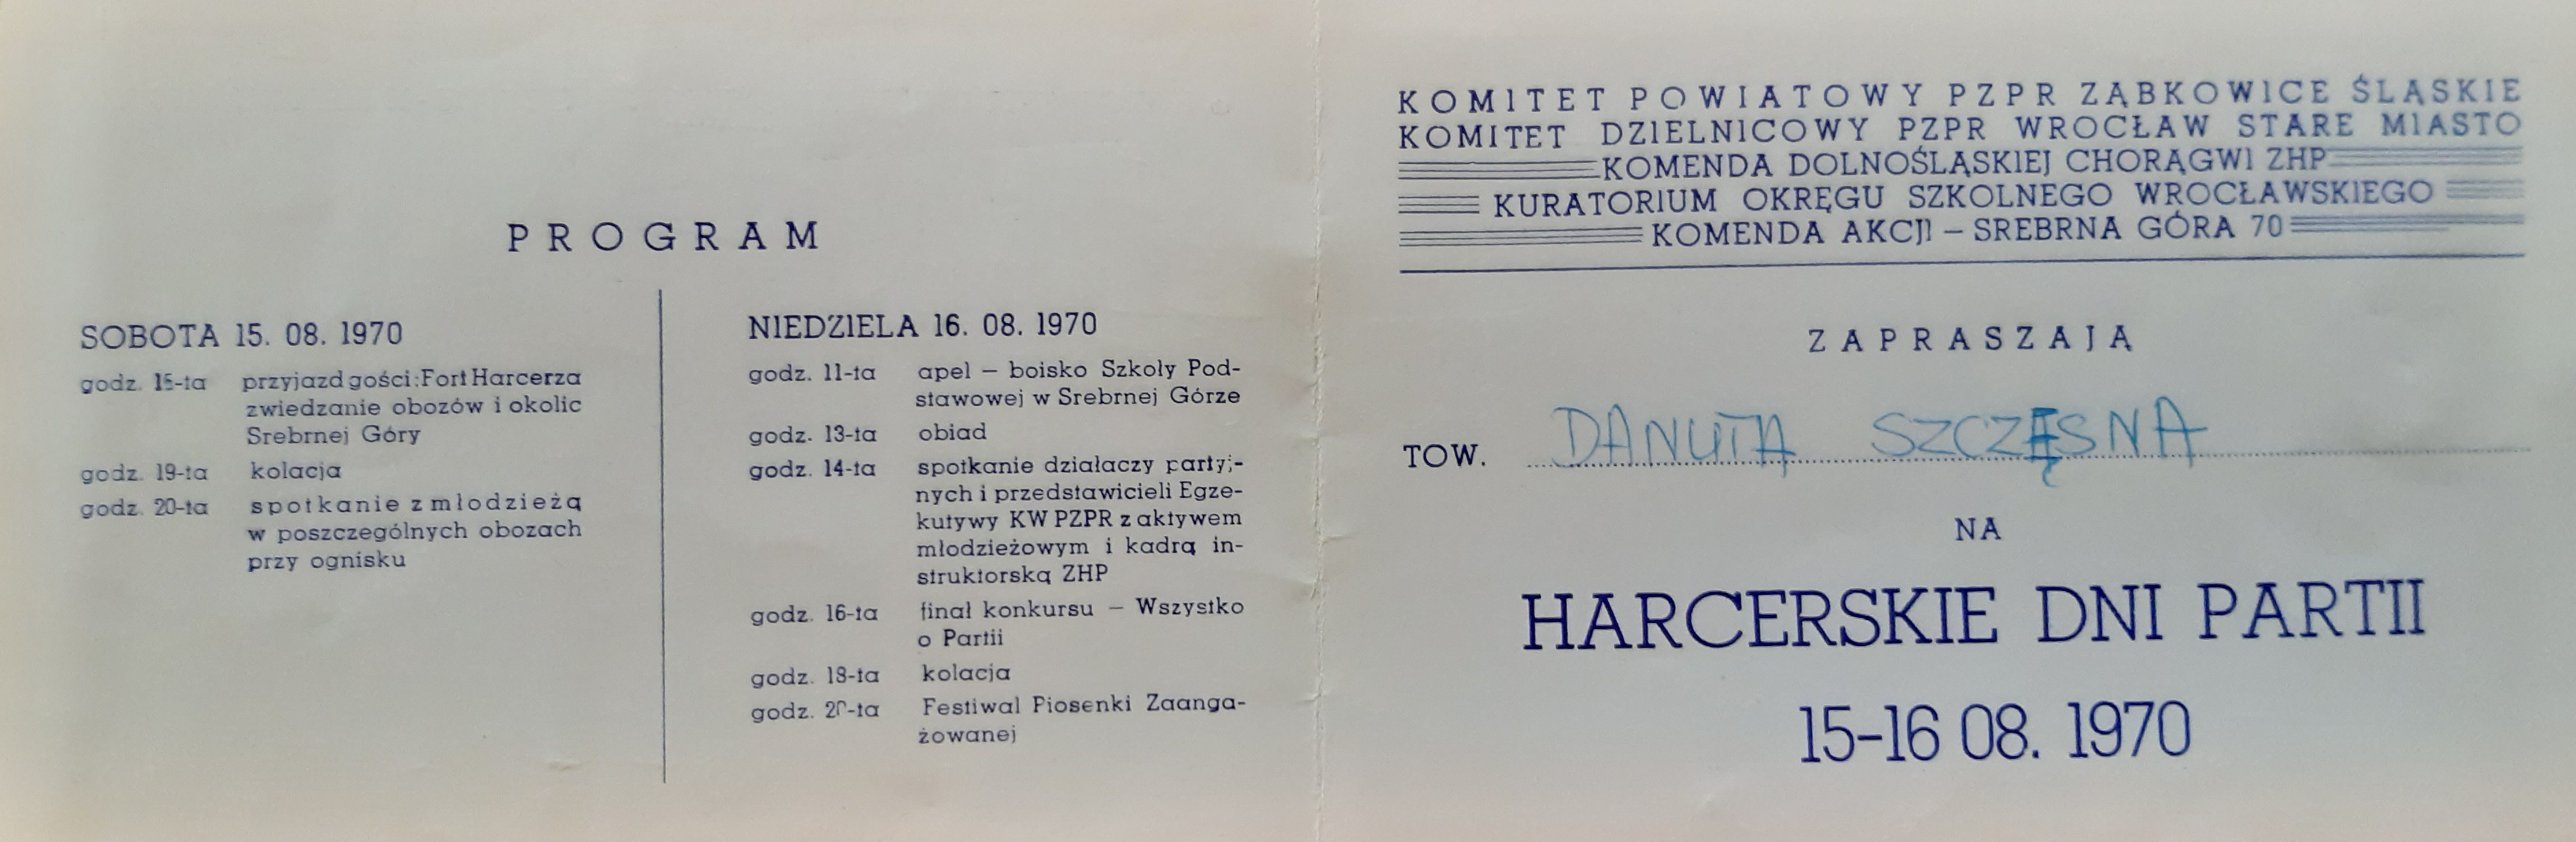 PROGRAM
SOBOTA 15. 08. 1970
godz. 15-ta przyjazd gości: Fort Harcerza
zwiedzanie obozów i okolic
Srebrnej Góry
godz. 19-ta kolacja
godz. 20-ta spotkanie z młodzieżą
w poszczególnych obozach
przy ognisku
NIEDZIELA 16. 08. 1970
godz. 11-ta apel – boisko Szkoły Pod-
stawowej w Srebrnej Górze
godz. 13-ta obiad
godz. 14-ta spotkanie działaczy partyj-
nych i przedstawicieli Egze-
kutywy KW PZPR z aktywem
młodzieżowym i kadrą in-
struktorską ZHP
godz. 16-ta finał konkursu – Wszystko
o Partii
godz. 18-ta kolacja
godz. 20-ta Festiwal Piosenki Zaanga-
żowanej
KOMITET POWIATOWY PZPR ZĄBKOWICE ŚLĄSKIE
KOMITET DZIELNICOWY PZPR WROCŁAW STARE MIASTO
KOMENDA DOLNOŚLĄSKIEJ CHORĄGWI ZHP
KURATORIUM OKRĘGU SZKOLNEGO WROCŁAWSKIEGO
KOMENDA AKCJI – SREBRNA GÓRA 70
ZAPRASZAJĄ
TOW. DANUTA SZCZĘSNA
NA
HARCERSKIE DNI PARTII
15-16 08. 1970